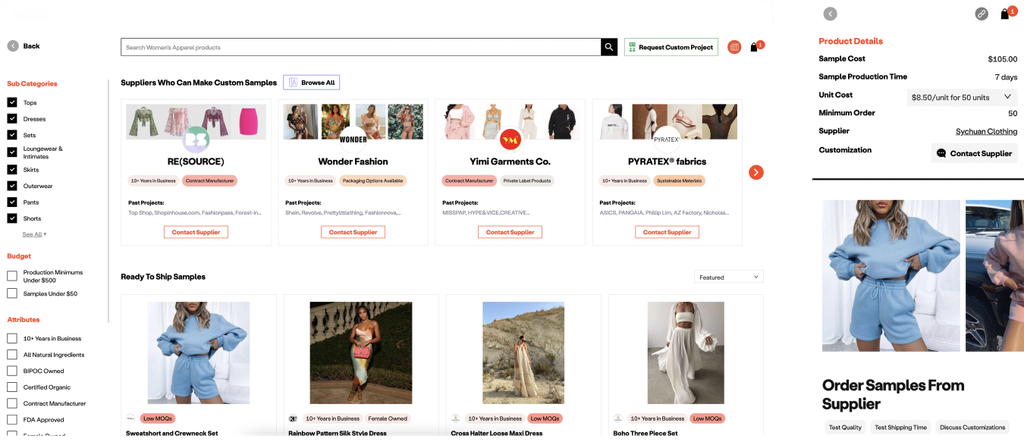 Back
Search Women's Apparel products
Request Custom Project
1
Sub Categories
Tops
Dresses
Sets
Loungewear &
Intimates
Skirts
Outerwear
Pants
Shorts
See All
Budget
Production Minimums
Under $500
Samples Under $50
Attributes
10+ Years in Business
All Natural Ingredients
BIPOC Owned
Certified Organic
Contract Manufacturer
FDA Approved
Female Owned
Suppliers Who Can Make Custom Samples
Browse All
RE(SOURCE)
10+ Years in Business
Contract Manufacturer
Past Projects:
Top Shop, Shopinhouse.com, Fashionpass, Forest-In...
Contact Supplier
WONDER
Wonder Fashion
10+ Years in Business
Packaging Options Available
Past Projects:
Shein, Revolve, Prettylittlething, Fashionnova,...
Contact Supplier
YM
Yimi Garments Co.
Contract Manufacturer
Private Label Products
Past Projects:
MISSPAP, HYPE&VICE,CREATIVE...
Contact Supplier
PYRATEX®
PYRATEX® fabrics
10+ Years in Business
Sustainable Materials
Past Projects:
ASICS, PANGAIA, Philip Lim, AZ Factory, Nicholas...
Contact Supplier
Ready To Ship Samples
Featured
Low MOQs
Sweatshort and Crewneck Set
10+ Years in Business
Female Owned
Rainbow Pattern Silk Style Dress
10+ Years in Business
Low MOQs
Cross Halter Loose Maxi Dress
10+ Years in Business
Low MOQs
Boho Three Piece Set
1
Product Details
Sample Cost
$105.00
Sample Production Time
7 days
Unit Cost
$8.50/unit for 50 units
Minimum Order
50
Supplier
Sychuan Clothing
Customization
Contact Supplier
Order Samples From
Supplier
Test Quality
Test Shipping Time
Discuss Customizations